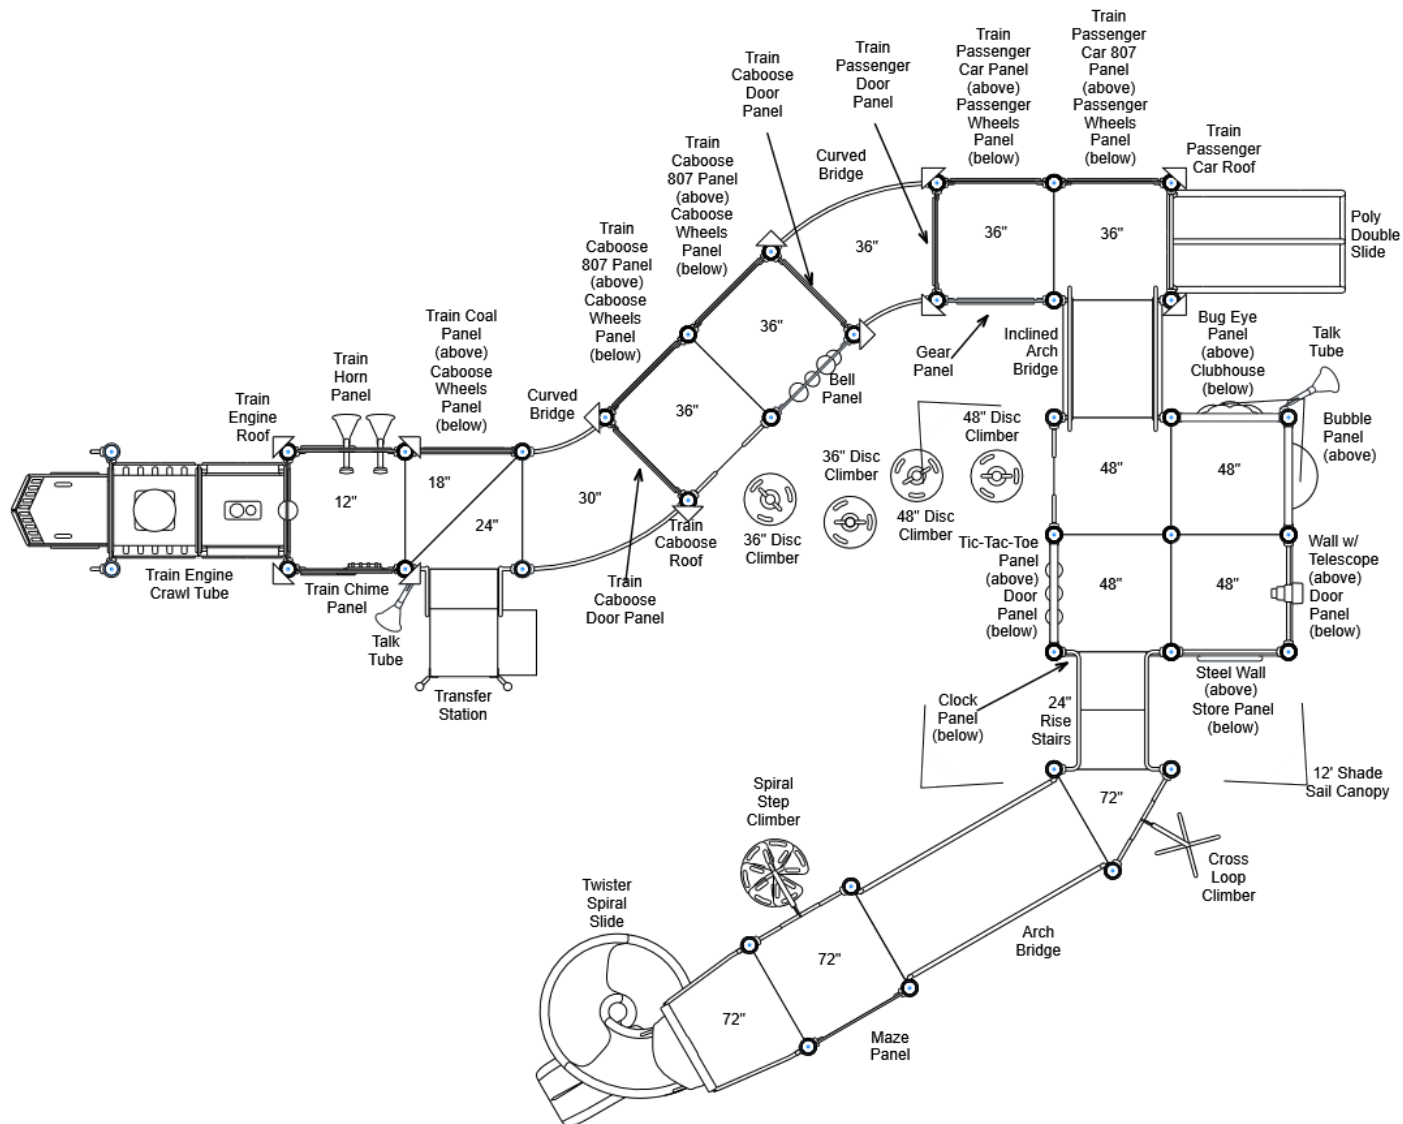 Train
Passenger
Car 807
Panel
(above)
Passenger
Wheels
Panel
(below)
Train
Passenger
Car Panel
(above)
Passenger
Wheels
Panel
(below)
Train
Passenger
Door
Panel
Train
Caboose
Door
Panel
Train
Passenger
Car Roof
Curved
Bridge
Train
Caboose
807 Panel
(above)
Caboose
Wheels
Panel
(below)
Train
Caboose
807 Panel
(above)
Caboose
Wheels
Panel
(below)
36"
36"
36"
Poly
Double
Slide
Train Coal
Panel
(above)
Caboose
Wheels
Panel
(below)
Train
Horn
Panel
Train
Engine
Roof
Curved
Bridge
36"
36"
Bell
Panel
Gear
Panel
Inclined
Arch
Bridge
Bug Eye
Panel
(above)
Clubhouse
(below)
Talk
Tube
Bubble
Panel
(above)
48" Disc
Climber
36" Disc
Climber
48" Disc
Climber
36" Disc
Climber
12"
18"
24"
30"
48"
48"
48"
48"
Train Engine
Crawl Tube
Train Chime
Panel
Talk
Tube
Transfer
Station
Train
Caboose
Roof
Train
Caboose
Door Panel
Tic-Tac-Toe
Panel
(above)
Door
Panel
(below)
Wall w/
Telescope
(above)
Door
Panel
(below)
Steel Wall
(above)
Store Panel
(below)
Clock
Panel
(below)
24"
Rise
Stairs
12' Shade
Sail Canopy
72"
Cross
Loop
Climber
Spiral
Step
Climber
Twister
Spiral
Slide
Arch
Bridge
72"
72"
Maze
Panel